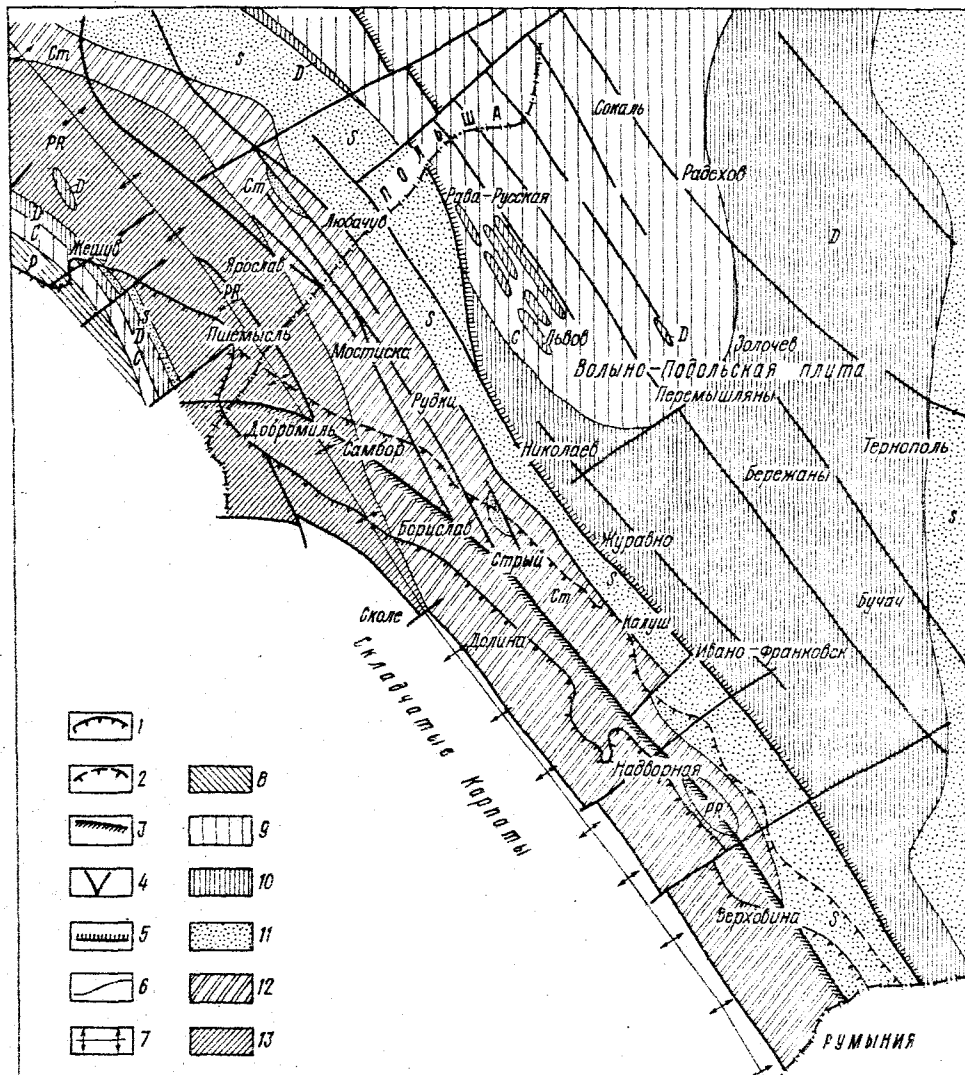 Cm
S
D
S
D
S
ПОЛЬША
Сокаль
Радехов
PR
D
Cm
Рава-Русская
D
D
C
P
Жешув
Любачув
Ярослав
PR
S
D
C
Пшемысль
Мостиска
S
C
Львов
D
Золочев
Волыно-Подольская плита
Перемышляны
Рудки
Добромиль
Самбор
Николаев
Тернополь
Бережаны
S
Борислав
Журавно
Стрый
S
Cm
Бучач
Сколе
Калуш
Долина
Ивано-Франковск
Складчатые Карпаты
Надворная
PR
Верховина
S
РУМЫНИЯ
1
2
8
3
9
4
10
5
11
6
12
7
13